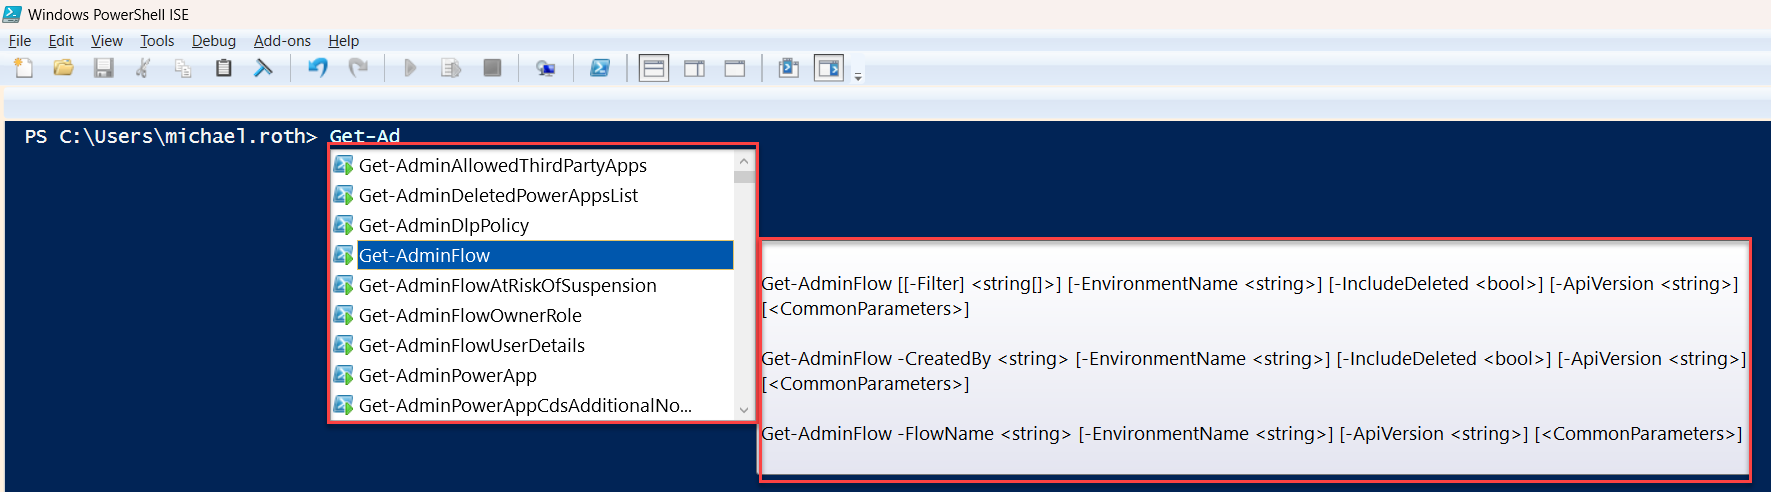 Windows PowerShell ISE
File Edit View Tools Debug Add-ons Help
PS C:\Users\michael.roth> Get-Ad
Get-AdminAllowedThirdPartyApps
Get-AdminDeletedPowerAppsList
Get-AdminDlpPolicy
Get-AdminFlow
Get-AdminFlowAtRiskOfSuspension
Get-AdminFlowOwnerRole
Get-AdminFlowUserDetails
Get-AdminPowerApp
Get-AdminPowerAppCdsAdditionalNo...
Get-AdminFlow [[-Filter] <string[]>] [-EnvironmentName <string>] [-IncludeDeleted <bool>] [-ApiVersion <string>]
[<CommonParameters>]
Get-AdminFlow -CreatedBy <string> [-EnvironmentName <string>] [-IncludeDeleted <bool>] [-ApiVersion <string>]
[<CommonParameters>]
Get-AdminFlow -FlowName <string> [-EnvironmentName <string>] [-ApiVersion <string>] [<CommonParameters>]